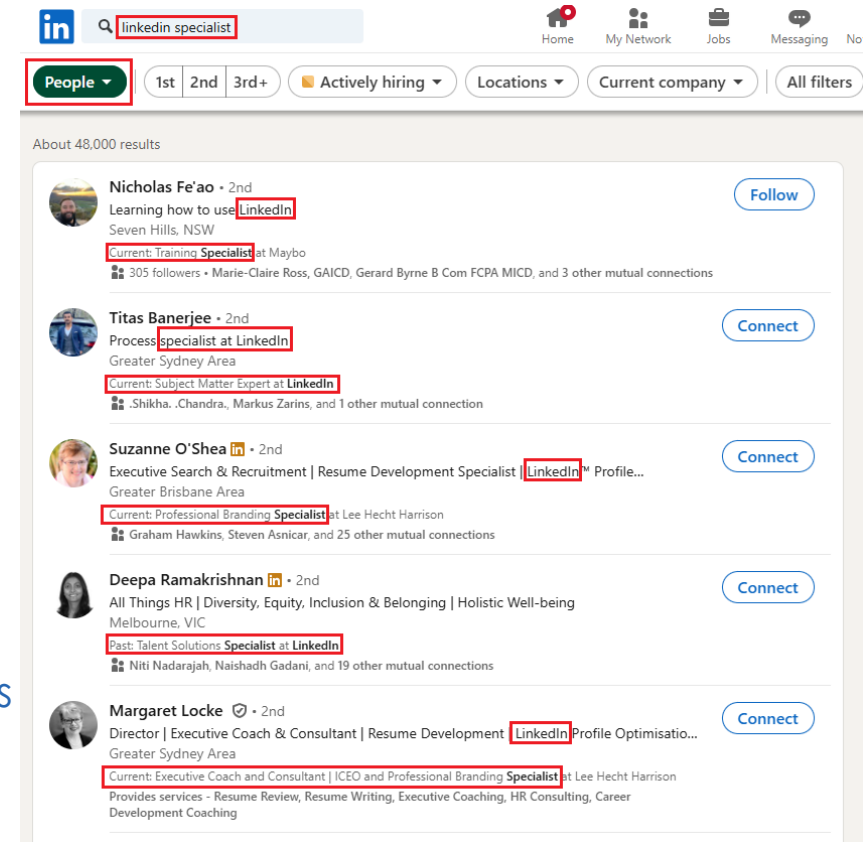 in linkedin specialist
Home My Network Jobs Messaging No
People 1st 2nd 3rd+ Actively hiring Locations Current company All filters
About 48,000 results
Nicholas Fe'ao • 2nd
Follow
Learning how to use LinkedIn
Seven Hills, NSW
Current: Training Specialist at Maybo
305 followers • Marie-Claire Ross, GAICD, Gerard Byrne B Com FCPA MICD, and 3 other mutual connections
Titas Banerjee • 2nd
Connect
Process specialist at LinkedIn
Greater Sydney Area
Current: Subject Matter Expert at LinkedIn
.Shikha. .Chandra., Markus Zarins, and 1 other mutual connection
Suzanne O'Shea in • 2nd
Connect
Executive Search & Recruitment | Resume Development Specialist | LinkedIn™ Profile...
Greater Brisbane Area
Current: Professional Branding Specialist at Lee Hecht Harrison
Graham Hawkins, Steven Asnicar, and 25 other mutual connections
Deepa Ramakrishnan in • 2nd
Connect
All Things HR | Diversity, Equity, Inclusion & Belonging | Holistic Well-being
Melbourne, VIC
Past: Talent Solutions Specialist at LinkedIn
Niti Nadarajah, Naishadh Gadani, and 19 other mutual connections
s
Margaret Locke • 2nd
Connect
Director | Executive Coach & Consultant | Resume Development | LinkedIn Profile Optimisatio...
Greater Sydney Area
Current: Executive Coach and Consultant | ICEO and Professional Branding Specialist at Lee Hecht Harrison
Provides services - Resume Review, Resume Writing, Executive Coaching, HR Consulting, Career
Development Coaching